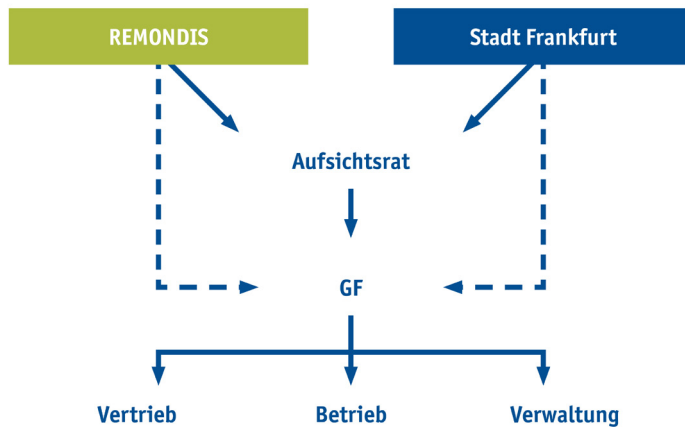 REMONDIS
Stadt Frankfurt
Aufsichtsrat
GF
Vertrieb
Betrieb
Verwaltung